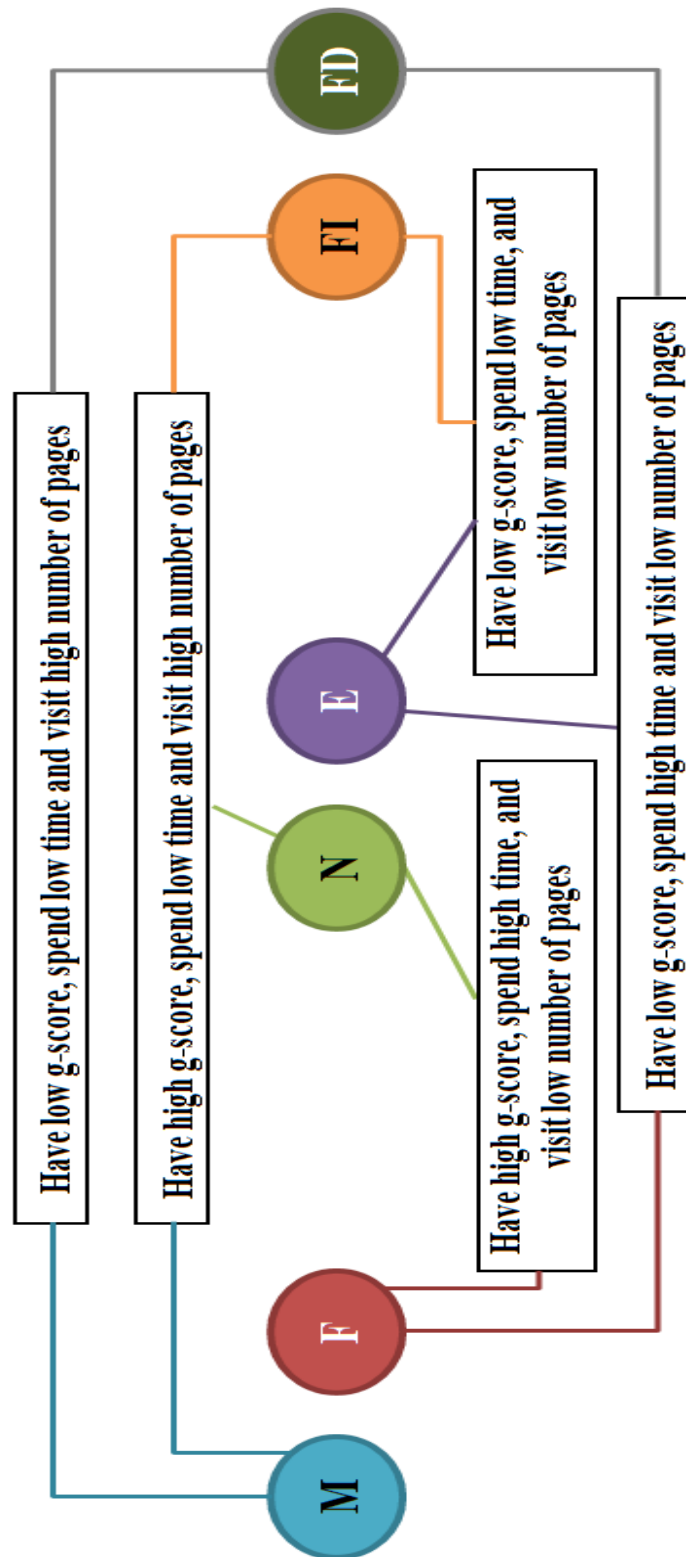 Have low g-score, spend low time and visit high number of pages
Have high g-score, spend low time and visit high number of pages
M
F
N
E
FI
FD
Have high g-score, spend high time, and
visit low number of pages
Have low g-score, spend low time, and
visit low number of pages
Have low g-score, spend high time and visit low number of pages